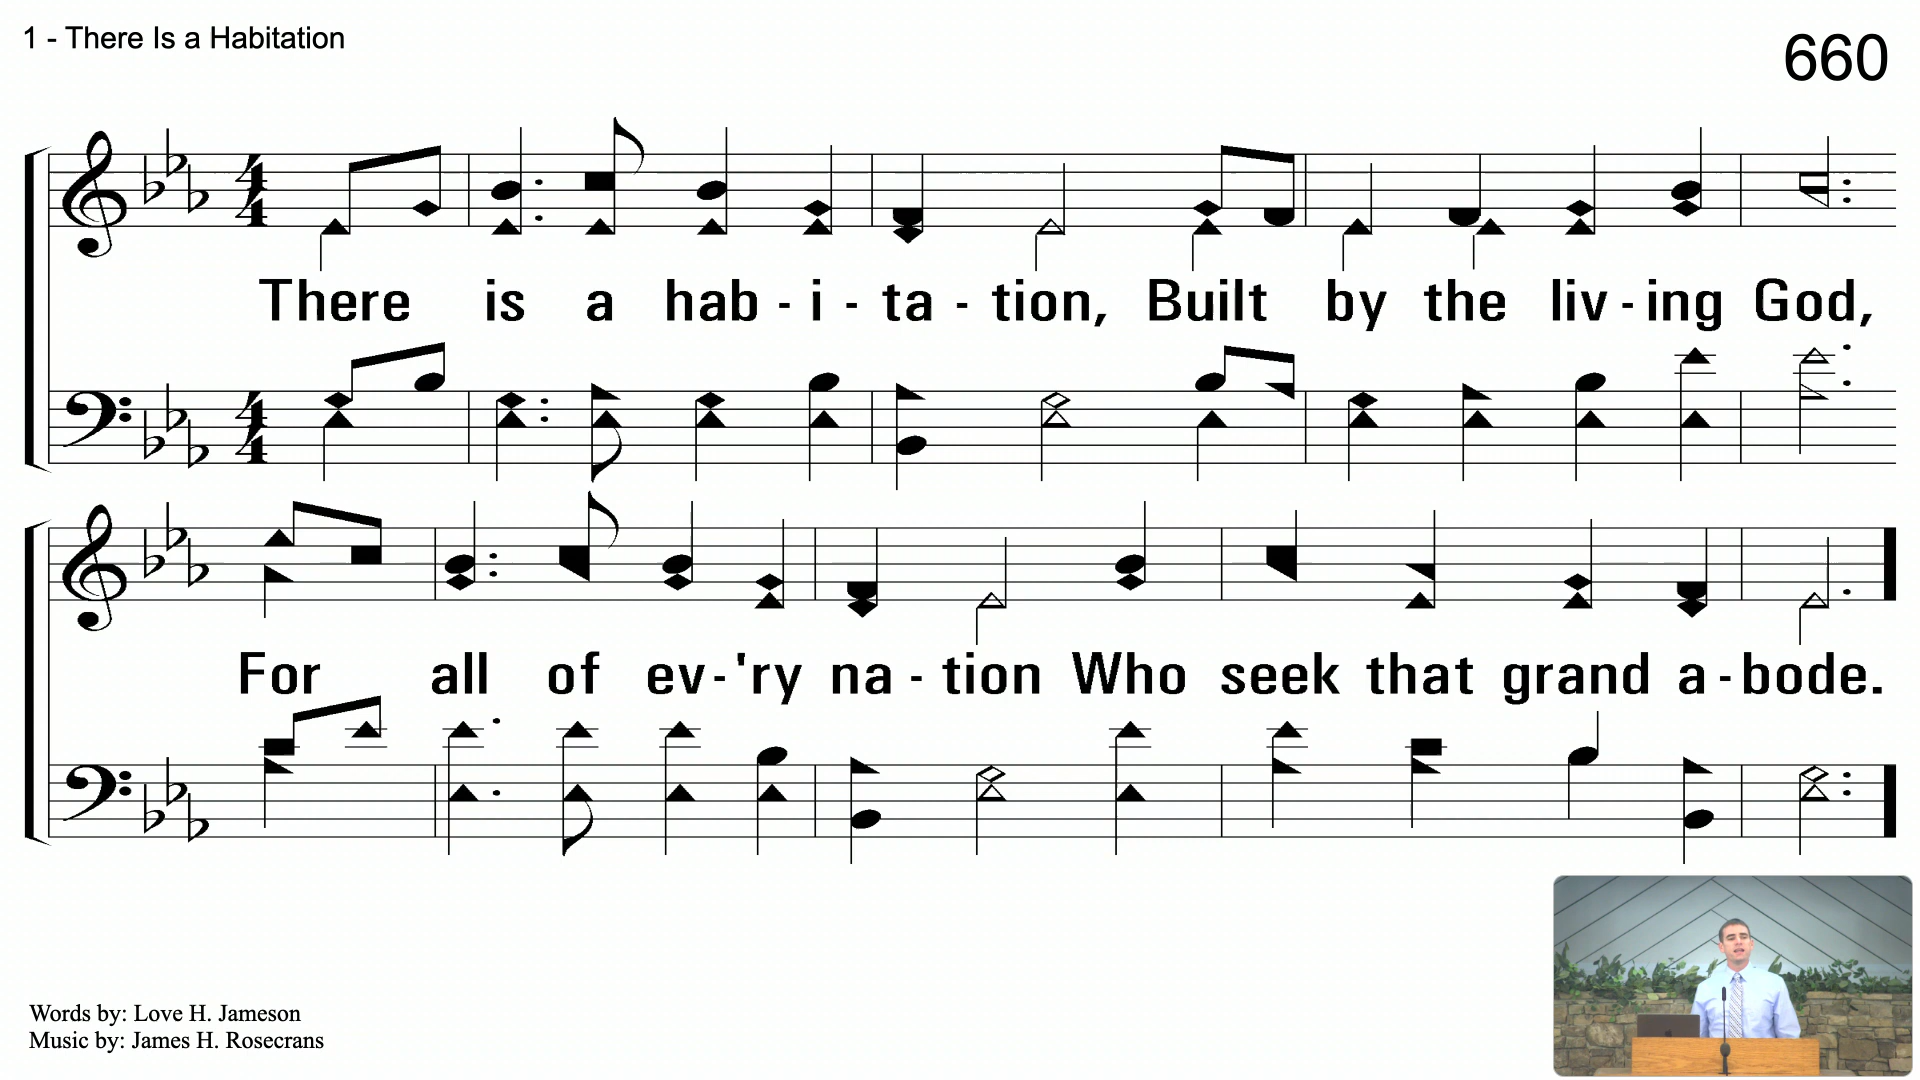 1 - There Is a Habitation
660
There is a hab - i - ta - tion, Built by the liv - ing God,
For all of ev - 'ry na - tion Who seek that grand a - bode.
Words by: Love H. Jameson
Music by: James H. Rosecrans